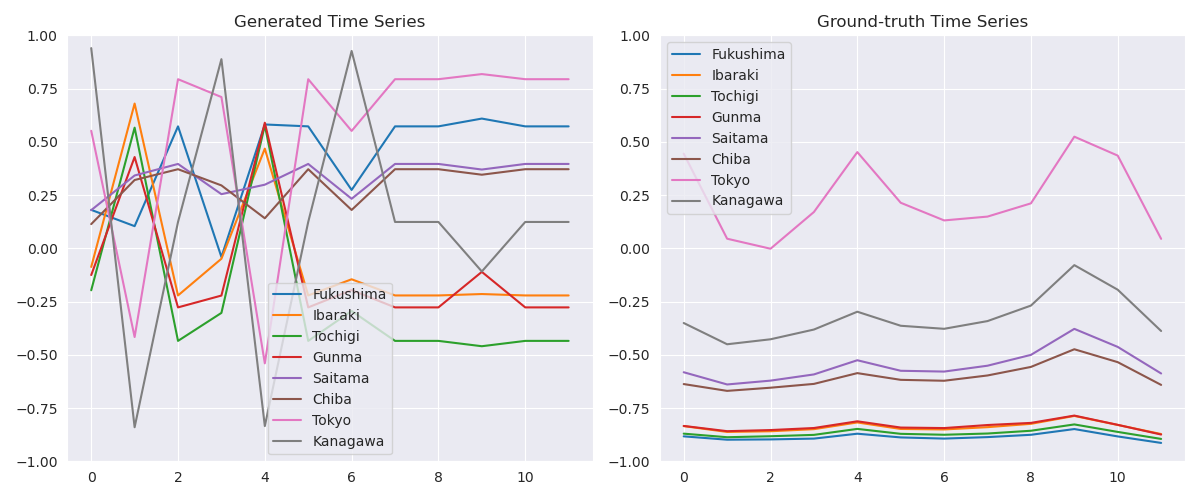 Generated Time Series
1.00
0.75
0.50
0.25
0.00
−0.25
−0.50
−0.75
−1.00
0
2
4
6
8
10
Fukushima
Ibaraki
Tochigi
Gunma
Saitama
Chiba
Tokyo
Kanagawa
Ground-truth Time Series
1.00
0.75
0.50
0.25
0.00
−0.25
−0.50
−0.75
−1.00
0
2
4
6
8
10
Fukushima
Ibaraki
Tochigi
Gunma
Saitama
Chiba
Tokyo
Kanagawa